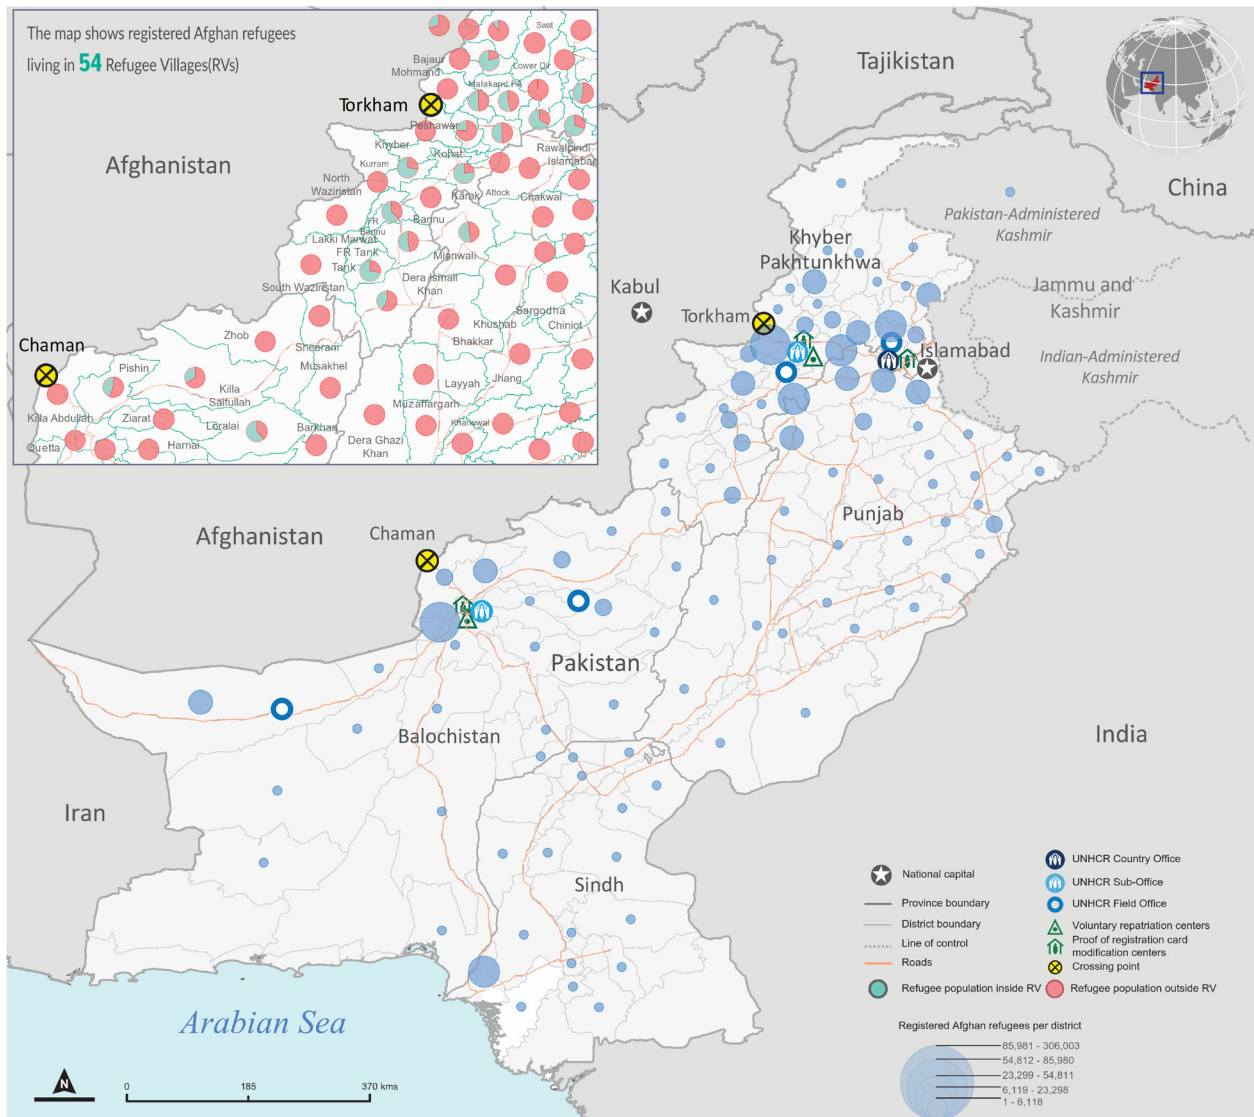 The map shows registered Afghan refugees
living in 54 Refugee Villages(RVs)
Swat
Bajaur
Mohmand
Lower Dir
Malakand PA
Torkham
Peshawar
Khyber
Kohat
Rawalpindi
Islamabad
Kurram
North
Waziristan
Karak
Attock
Chakwal
FR
Bannu
Bannu
Lakki Marwat
FR Tank
Tank
Mianwali
Dera Ismail
Khan
South Waziristan
Sargodha
Khushab
Chiniot
Bhakkar
Zhob
Sheerani
Musakhel
Chaman
Pishin
Killa
Saifullah
Layyah
Jhang
Muzaffargarh
Killa Abdullah
Ziarat
Loralai
Barkhan
Khanewal
Quetta
Harnai
Dera Ghazi
Khan
Afghanistan
Tajikistan
China
Pakistan-Administered
Kashmir
Khyber
Pakhtunkhwa
Kabul
Torkham
Jammu and
Kashmir
Islamabad
Indian-Administered
Kashmir
Afghanistan
Chaman
Punjab
Pakistan
Balochistan
India
Iran
Sindh
Arabian Sea
N
0
185
370 kms
National capital
Province boundary
District boundary
Line of control
Roads
Refugee population inside RV
UNHCR Country Office
UNHCR Sub-Office
UNHCR Field Office
Voluntary repatriation centers
Proof of registration card
modification centers
Crossing point
Refugee population outside RV
Registered Afghan refugees per district
85,981 - 306,003
54,812 - 85,980
23,299 - 54,811
6,119 - 23,298
1 - 6,118